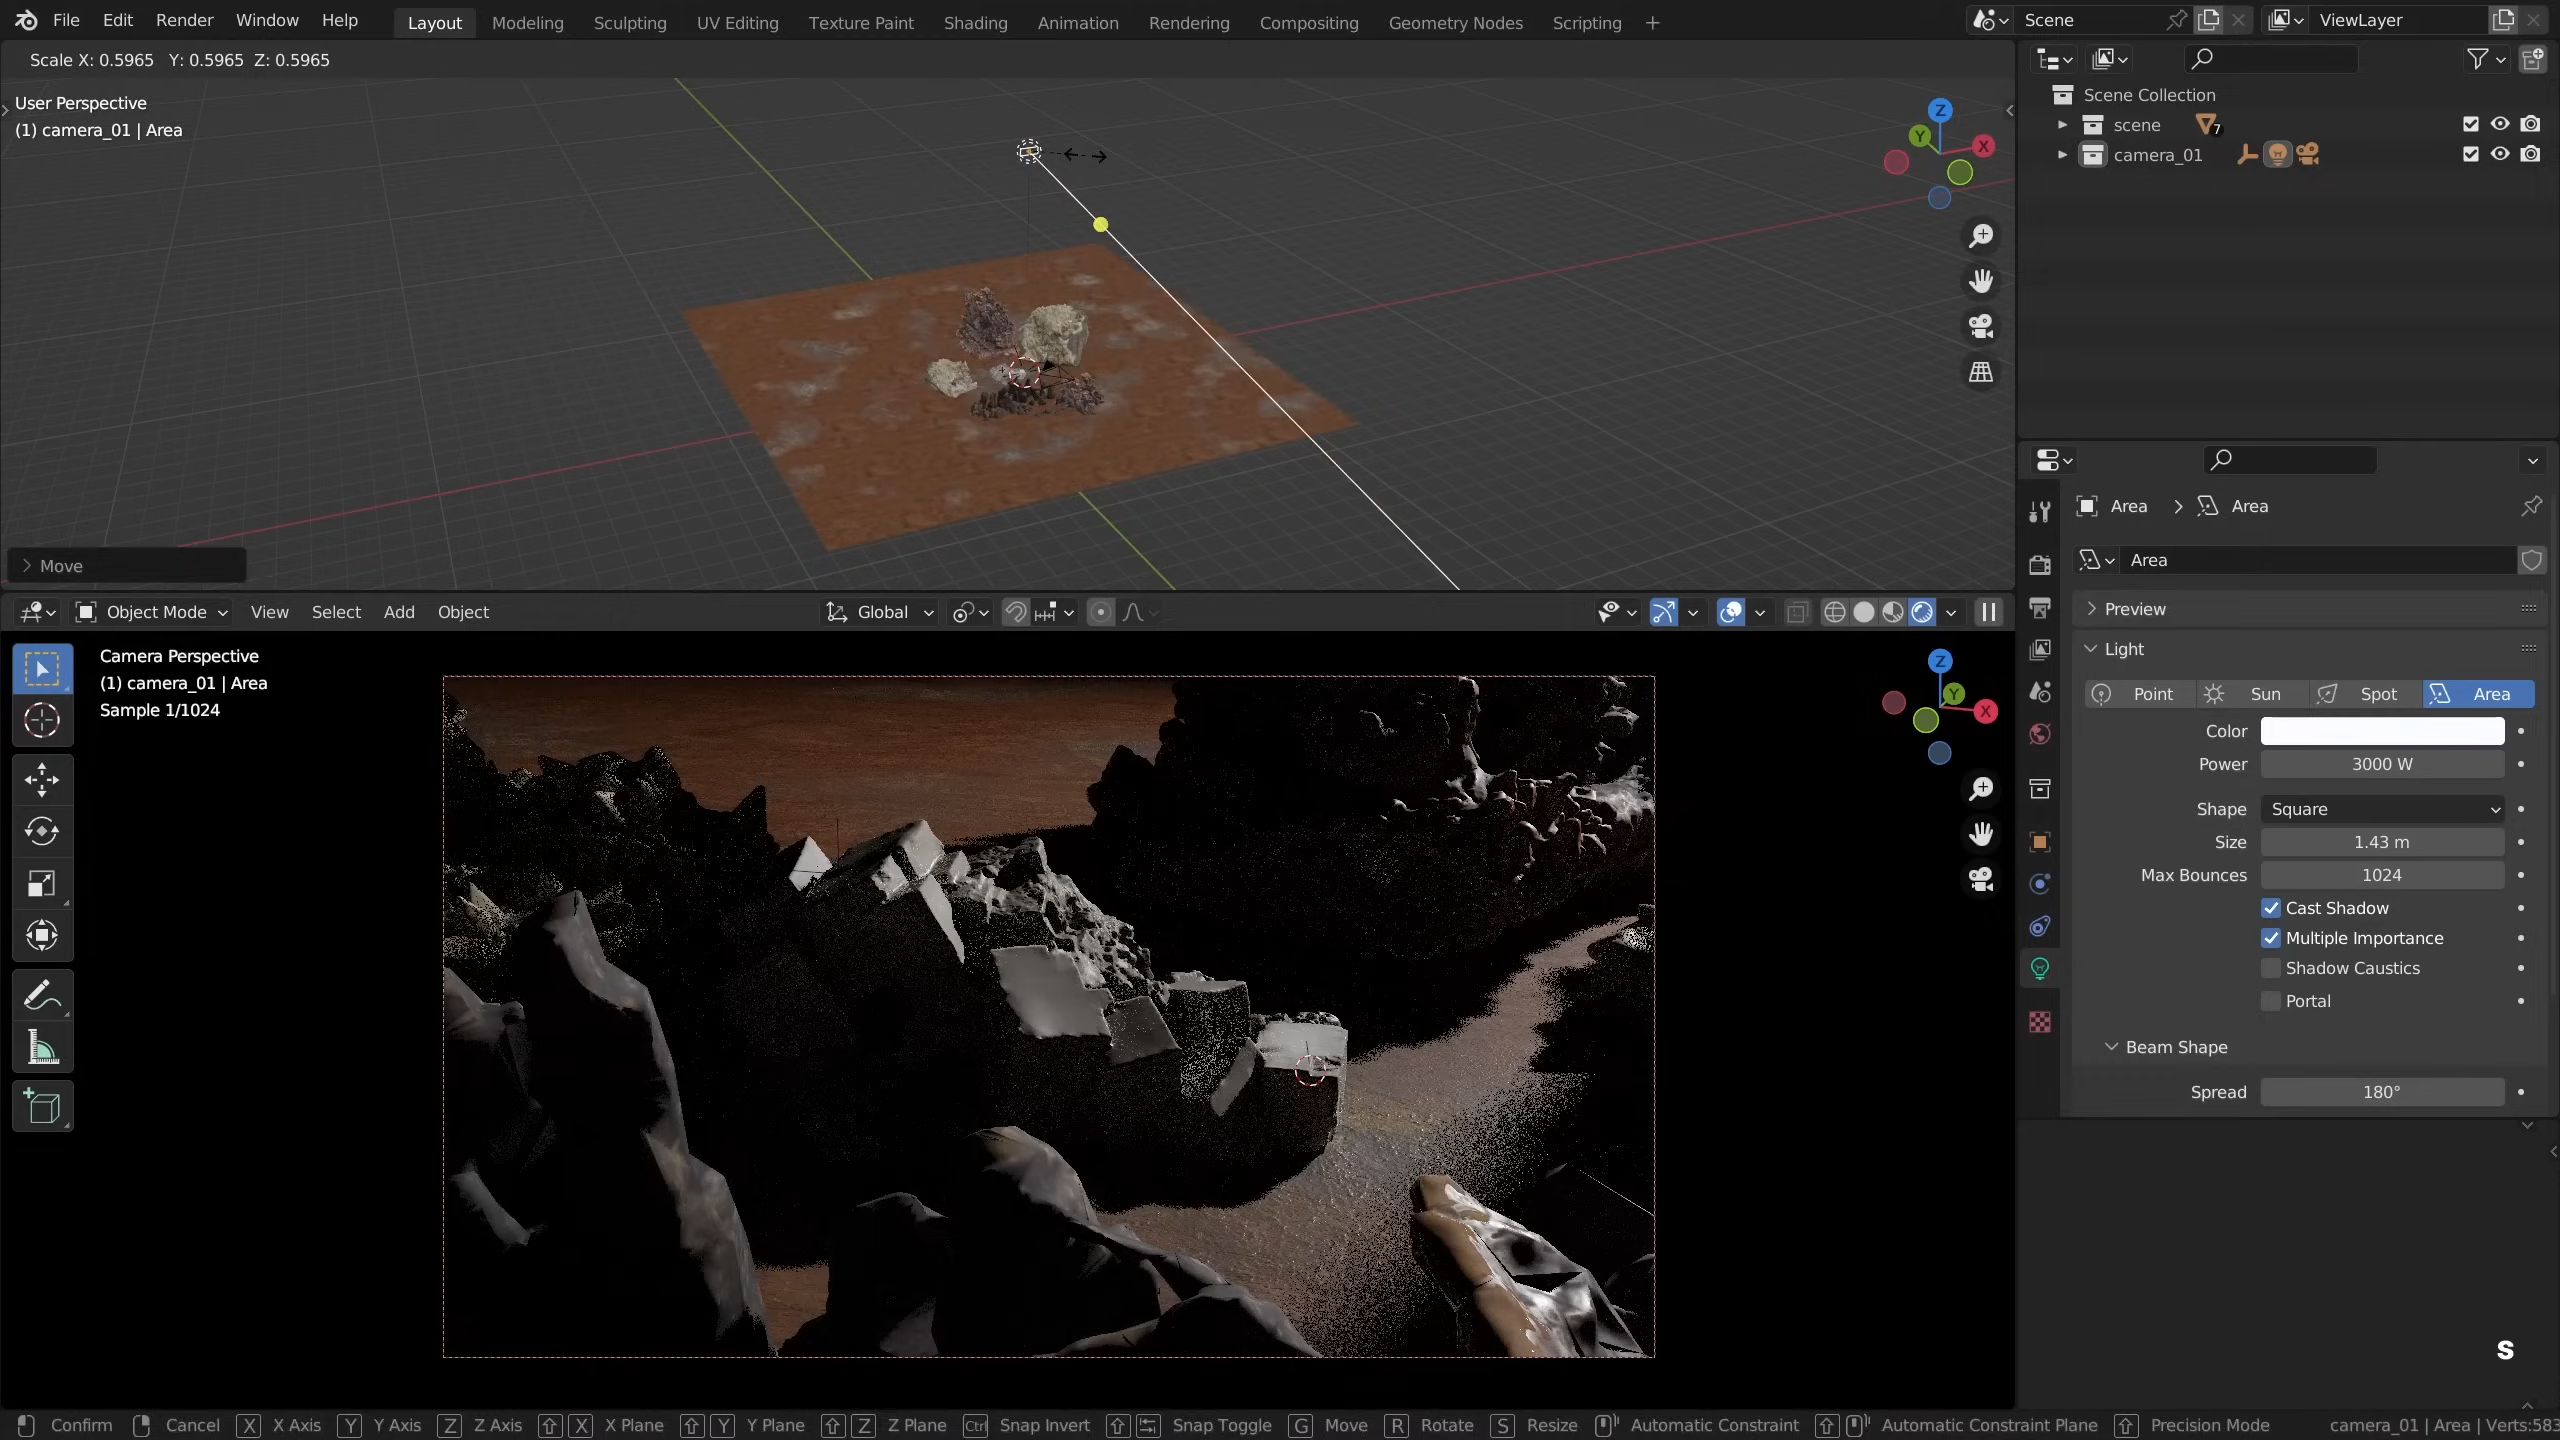 File Edit Render Window Help Layout Modeling Sculpting UV Editing Texture Paint Shading Animation Rendering Compositing Geometry Nodes Scripting + Scene ViewLayer
Scale X: 0.5965 Y: 0.5965 Z: 0.5965
User Perspective
(1) camera_01 | Area
Z
Y
X
Scene Collection
scene 7
camera_01
Move
Object Mode View Select Add Object Global
Camera Perspective
(1) camera_01 | Area
Sample 1/1024
Z
Y
X
Area > Area
Area
Preview
Light
Point Sun Spot Area
Color
Power 3000 W
Shape Square
Size 1.43 m
Max Bounces 1024
Cast Shadow
Multiple Importance
Shadow Caustics
Portal
Beam Shape
Spread 180°
S
Confirm Cancel X X Axis Y Y Axis Z Z Axis X X Plane Y Y Plane Z Z Plane Ctrl Snap Invert Snap Toggle G Move R Rotate S Resize Automatic Constraint Automatic Constraint Plane Precision Mode camera_01 | Area | Verts:583